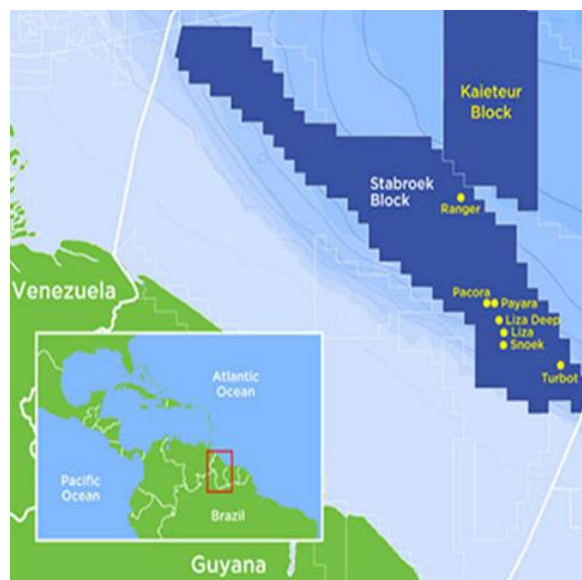 Kaieteur
Block
Stabroek
Block
Ranger
Pacora
Payara
Liza Deep
Liza
Snoek
Turbot
Venezuela
Atlantic
Ocean
Pacific
Ocean
Brazil
Guyana